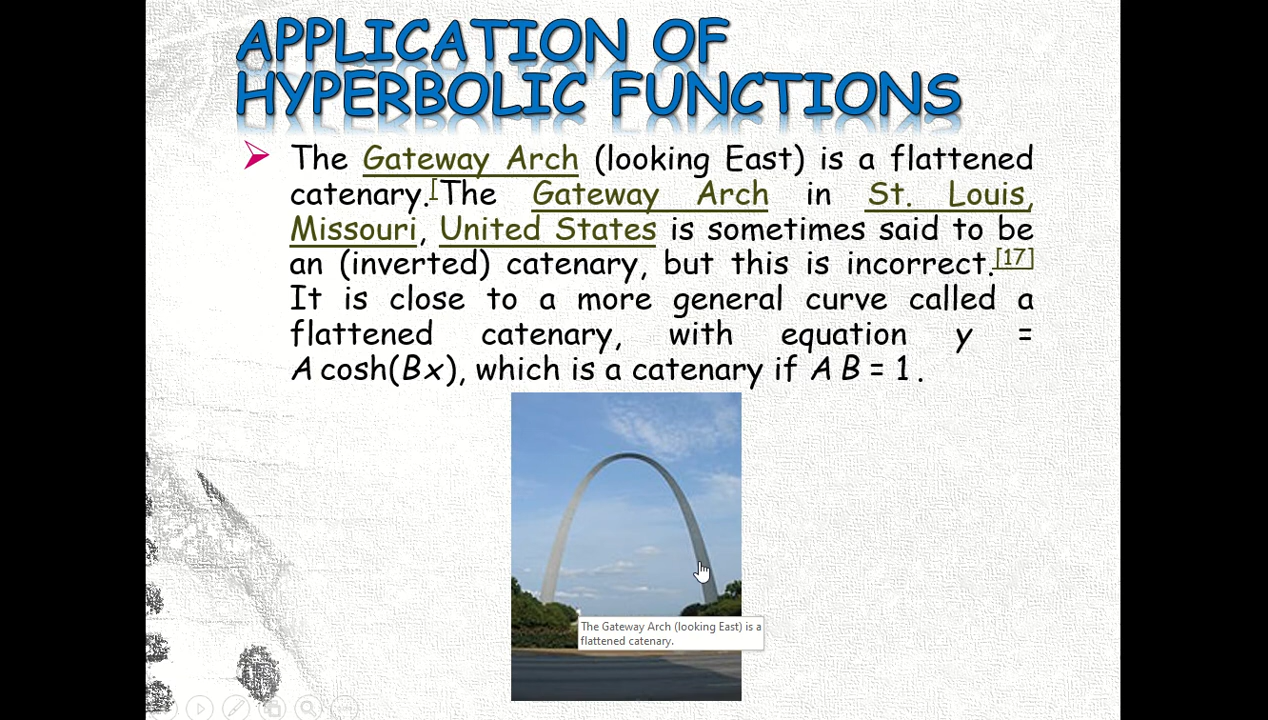 APPLICATION OF
HYPERBOLIC FUNCTIONS
The Gateway Arch (looking East) is a flattened
catenary.[The Gateway Arch in St. Louis,
Missouri, United States is sometimes said to be
an (inverted) catenary, but this is incorrect.[17]
It is close to a more general curve called a
flattened catenary, with equation y =
A cosh(Bx), which is a catenary if A B = 1.
The Gateway Arch (looking East) is a
flattened catenary.